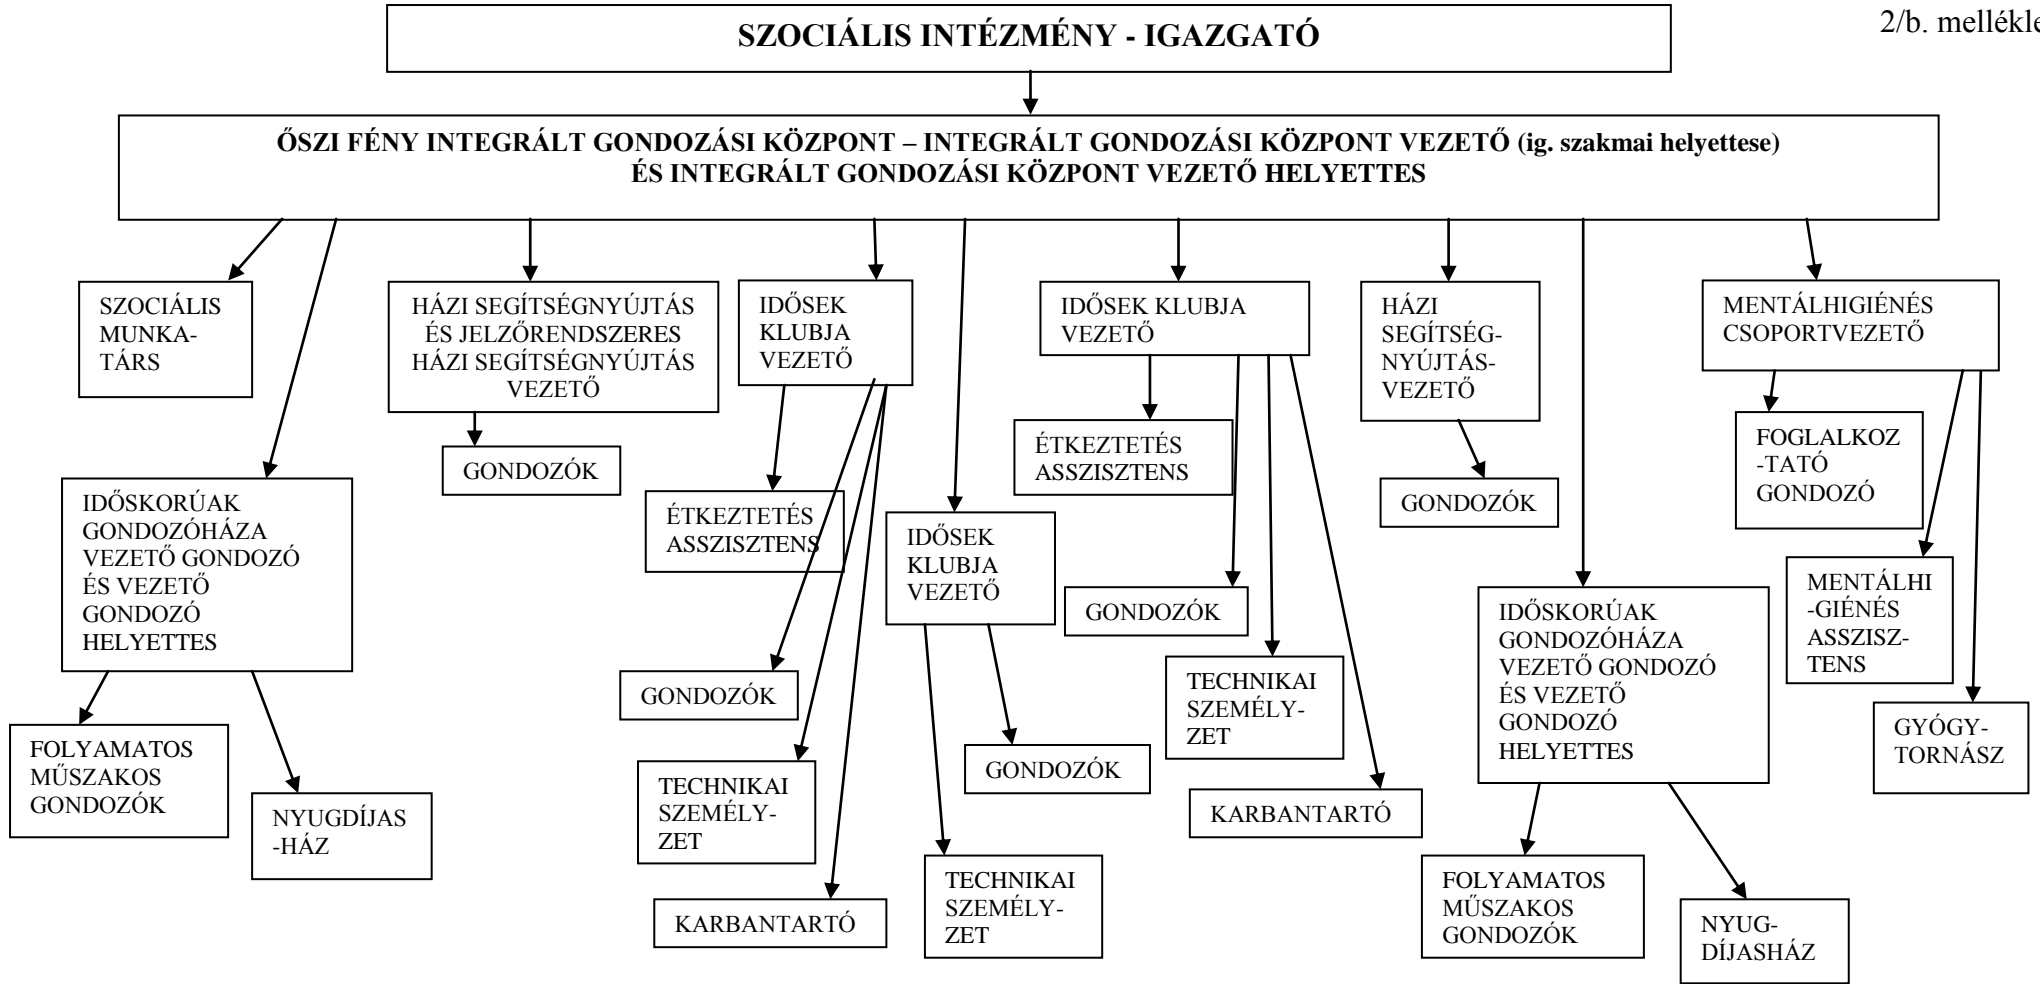 2/b. mellékle
SZOCIÁLIS INTÉZMÉNY - IGAZGATÓ
ŐSZI FÉNY INTEGRÁLT GONDOZÁSI KÖZPONT – INTEGRÁLT GONDOZÁSI KÖZPONT VEZETŐ (ig. szakmai helyettese)
ÉS INTEGRÁLT GONDOZÁSI KÖZPONT VEZETŐ HELYETTES
SZOCIÁLIS
MUNKA-
TÁRS
HÁZI SEGÍTSÉGNYÚJTÁS
ÉS JELZŐRENDSZERES
HÁZI SEGÍTSÉGNYÚJTÁS
VEZETŐ
IDŐSEK
KLUBJA
VEZETŐ
IDŐSEK KLUBJA
VEZETŐ
HÁZI
SEGÍTSÉG-
NYÚJTÁS-
VEZETŐ
MENTÁLHIGIÉNÉS
CSOPORTVEZETŐ
GONDOZÓK
ÉTKEZTETÉS
ASSZISZTENS
GONDOZÓK
FOGLALKOZ
-TATÓ
GONDOZÓ
IDŐSKORÚAK
GONDOZÓHÁZA
VEZETŐ GONDOZÓ
ÉS VEZETŐ
GONDOZÓ
HELYETTES
ÉTKEZTETÉS
ASSZISZTENS
IDŐSEK
KLUBJA
VEZETŐ
GONDOZÓK
IDŐSKORÚAK
GONDOZÓHÁZA
VEZETŐ GONDOZÓ
ÉS VEZETŐ
GONDOZÓ
HELYETTES
MENTÁLHI
-GIÉNÉS
ASSZISZ-
TENS
GONDOZÓK
TECHNIKAI
SZEMÉLY-
ZET
GYÓGY-
TORNÁSZ
FOLYAMATOS
MŰSZAKOS
GONDOZÓK
NYUGDÍJAS
-HÁZ
TECHNIKAI
SZEMÉLY-
ZET
GONDOZÓK
KARBANTARTÓ
KARBANTARTÓ
TECHNIKAI
SZEMÉLY-
ZET
FOLYAMATOS
MŰSZAKOS
GONDOZÓK
NYUG-
DÍJASHÁZ